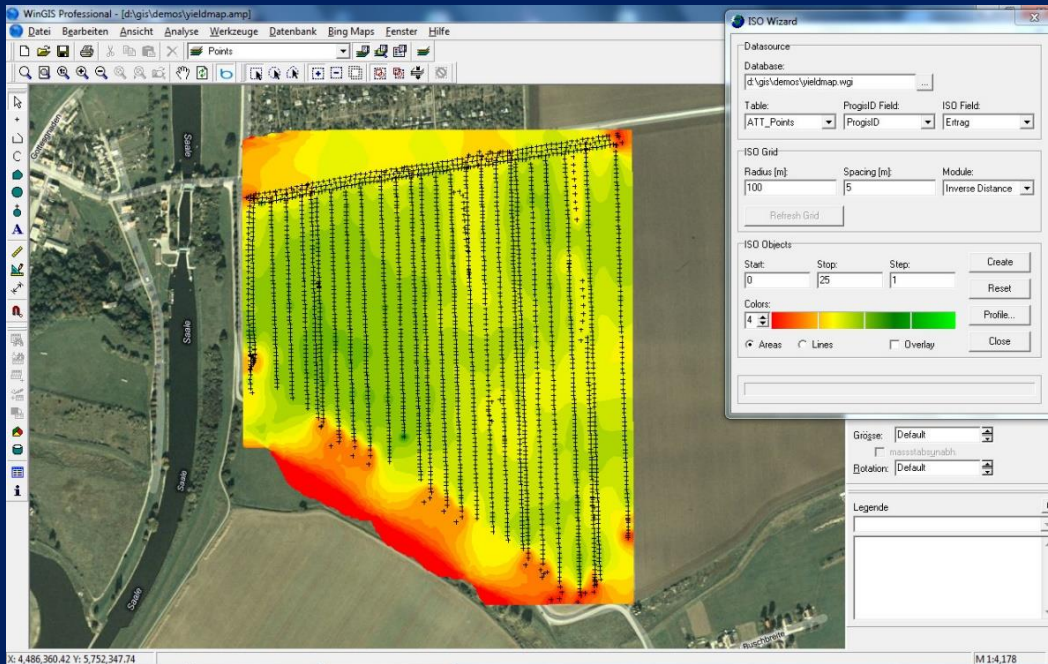 WinGIS Professional - [d:\gis\demos\yieldmap.amp]
Datei Bearbeiten Ansicht Analyse Werkzeuge Datenbank Bing Maps Fenster Hilfe
Points
A
i
Gottesgnaden
Saale
Saale
Saale
Saale
Buschbreite
ISO Wizard
Datasource
Database:
d:\gis\demos\yieldmap.wgi
...
Table: ProgisID Field: ISO Field:
ATT_Points ProgisID Ertrag
ISO Grid
Radius [m]: Spacing [m]: Module:
100 5 Inverse Distance
Refresh Grid
ISO Objects
Start: Stop: Step:
0 25 1
Create
Reset
Colors:
4
Profile...
Areas Lines Overlay
Close
Grösse: Default
massstabsunabh.
Rotation: Default
Legende
X: 4,486,360.42 Y: 5,752,347.74
M 1:4,178